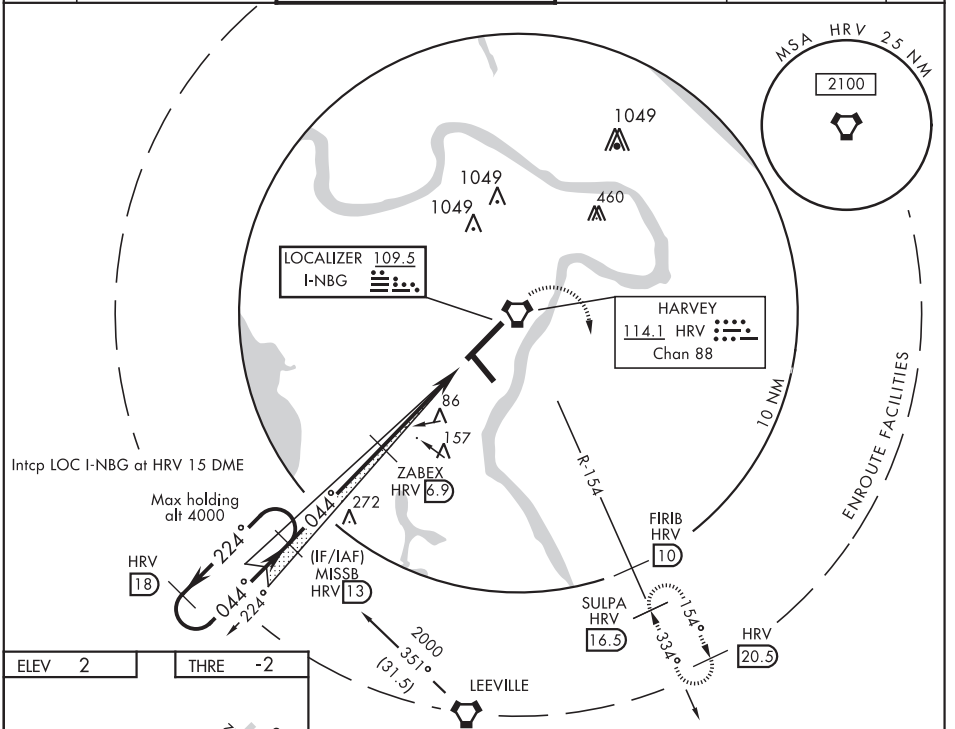 MSA HRV 25 NM
2100
1049
1049
1049
460
LOCALIZER 109.5
I-NBG
HARVEY
114.1 HRV
Chan 88
10 NM
ENROUTE FACILITIES
86
157
ZABEX
HRV 6.9
272
Intcp LOC I-NBG at HRV 15 DME
Max holding
alt 4000
044°
224°
044°
224°
HRV
18
(IF/IAF)
MISSB
HRV 13
R-154
FIRIB
HRV
10
SULPA
HRV
16.5
154°
334°
HRV
20.5
2000
351°
(31.5)
LEEVILLE
ELEV 2
THRE -2